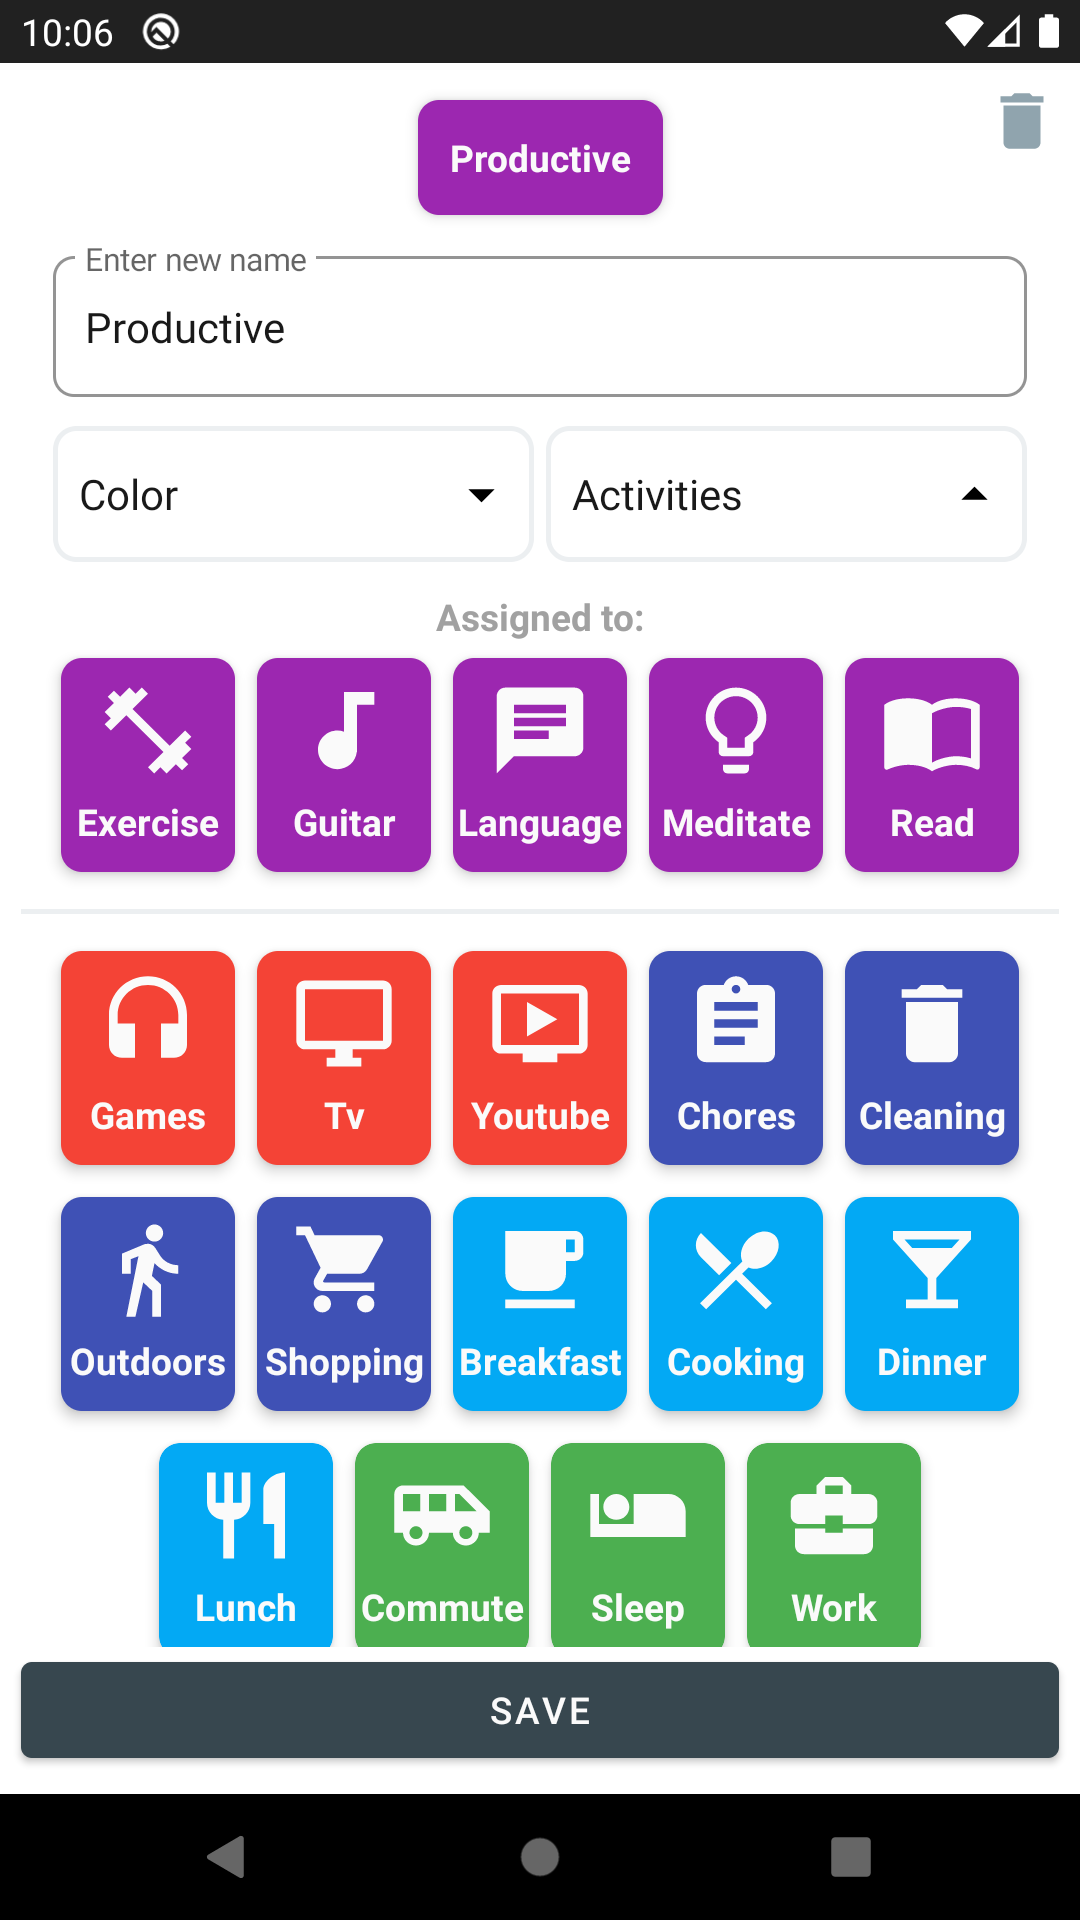 10:06
Productive
Enter new name
Productive
Color Activities
Assigned to:
Exercise Guitar Language Meditate Read
Games Tv Youtube Chores Cleaning
Outdoors Shopping Breakfast Cooking Dinner
Lunch Commute Sleep Work
SAVE